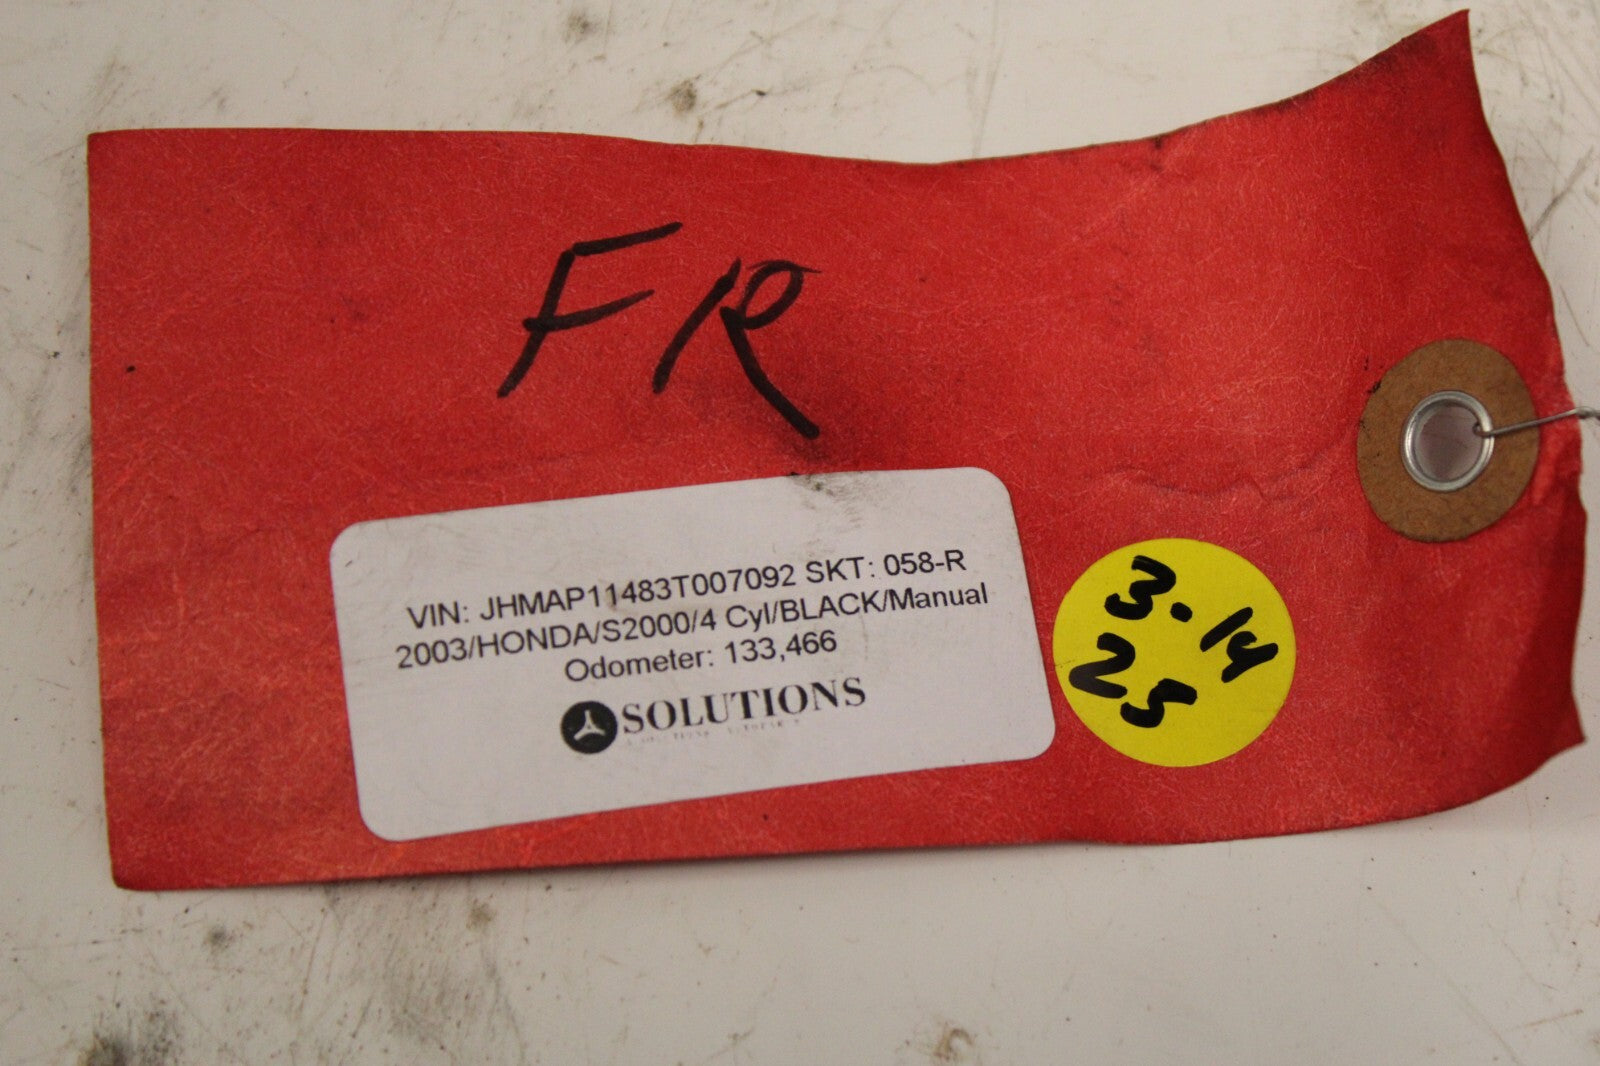 FR
VIN: JHMAP11483T007092 SKT: 058-R
2003/HONDA/S2000/4 Cyl/BLACK/Manual
Odometer: 133,466
SOLUTIONS
3-14
25